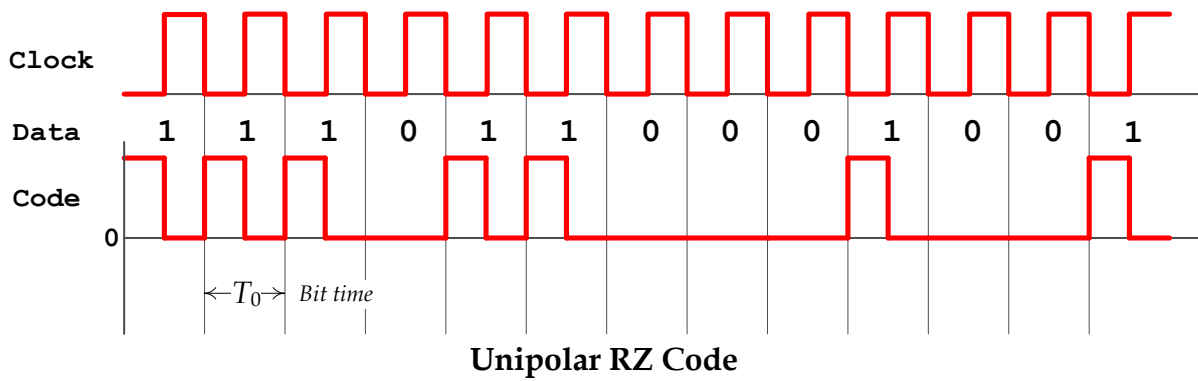 Clock
Data 1 1 1 0 1 1 0 0 0 1 0 0 1
Code
0
T₀ Bit time
Unipolar RZ Code